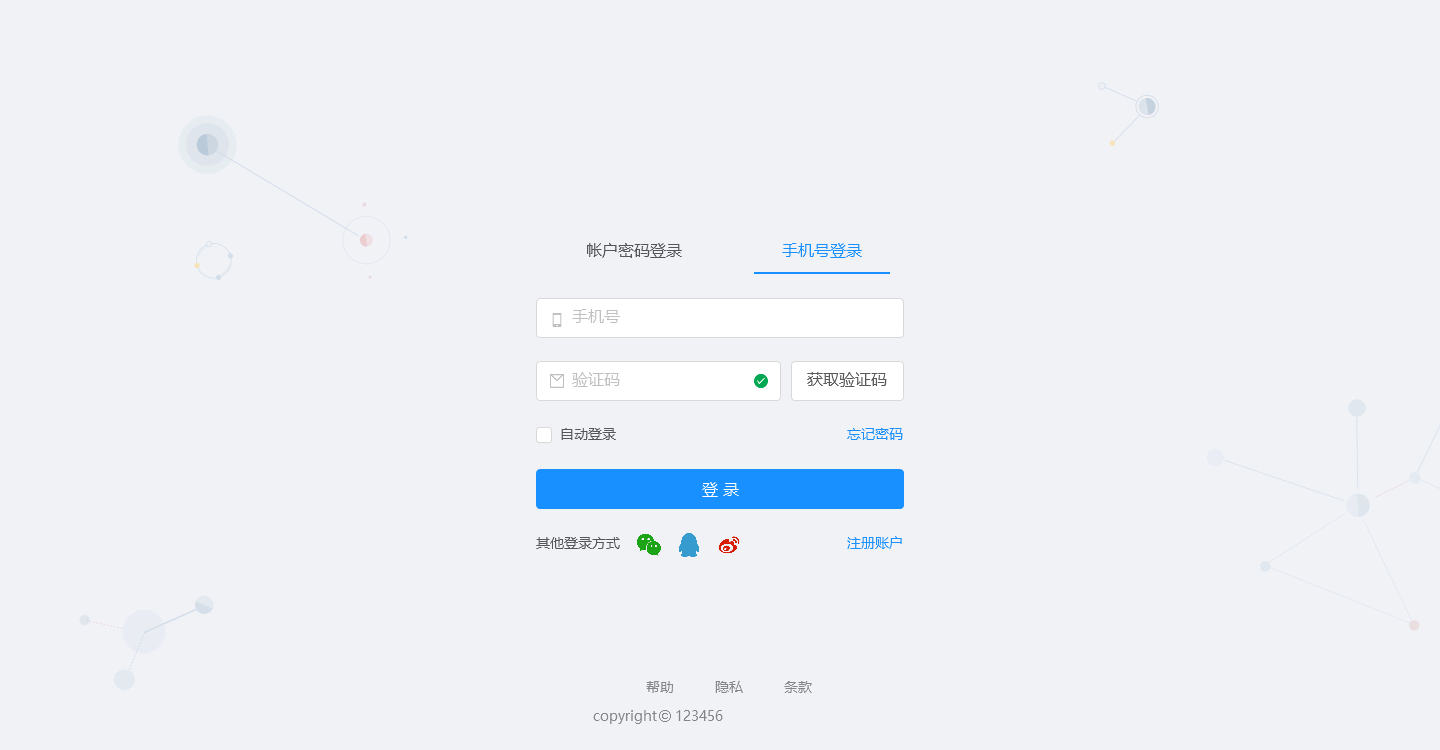 帐户密码登录 手机号登录
手机号
验证码 获取验证码
自动登录 忘记密码
登 录
其他登录方式 注册账户
帮助 隐私 条款
copyright© 123456